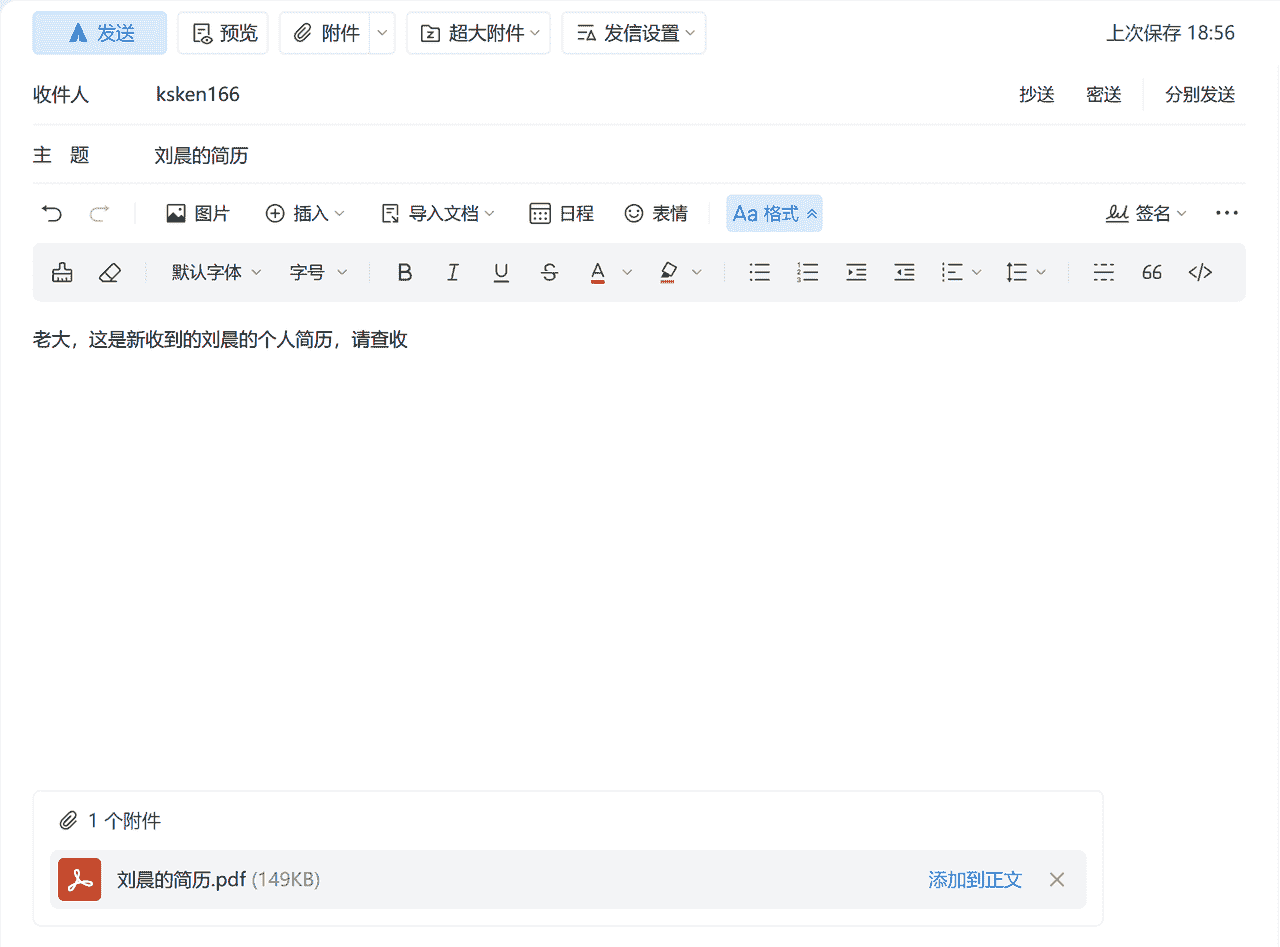 发送 预览 附件 超大附件 发信设置 上次保存 18:56
收件人 ksken166 抄送 密送 分别发送
主 题 刘晨的简历
图片 插入 导入文档 日程 表情 Aa 格式 签名
默认字体 字号 B I U S A 66 </>
老大，这是新收到的刘晨的个人简历，请查收
1 个附件
刘晨的简历.pdf (149KB) 添加到正文